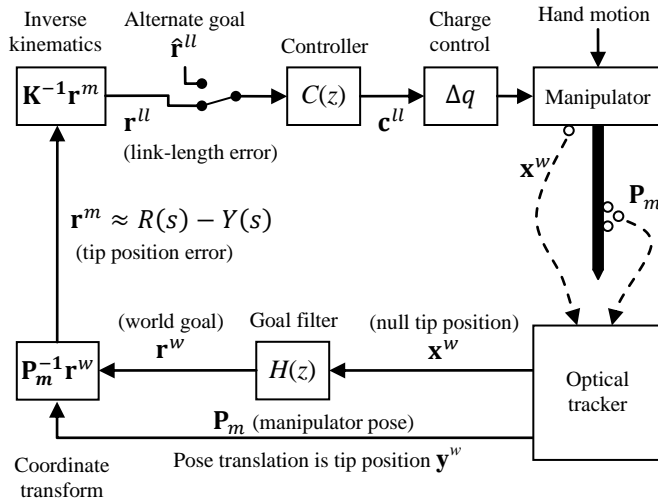 Inverse
kinematics
Alternate goal
r̂^ll
Controller
Charge
control
Hand motion
K⁻¹r^m
r^ll
(link-length error)
C(z)
c^ll
Δq
Manipulator
x^w
P_m
r^m ≈ R(s) − Y(s)
(tip position error)
(world goal)
r^w
Goal filter
(null tip position)
x^w
P_m⁻¹r^w
H(z)
Optical
tracker
P_m (manipulator pose)
Pose translation is tip position y^w
Coordinate
transform